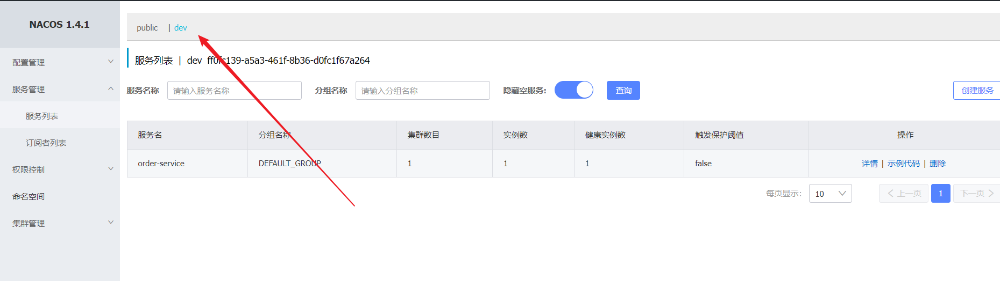 NACOS 1.4.1
配置管理
服务管理
服务列表
订阅者列表
权限控制
命名空间
集群管理
public | dev
服务列表 | dev ff0fc139-a5a3-461f-8b36-d0fc1f67a264
服务名称 请输入服务名称 分组名称 请输入分组名称 隐藏空服务: 查询 创建服务
服务名 分组名称 集群数目 实例数 健康实例数 触发保护阈值 操作
order-service DEFAULT_GROUP 1 1 1 false 详情 | 示例代码 | 删除
每页显示: 10 上一页 1 下一页